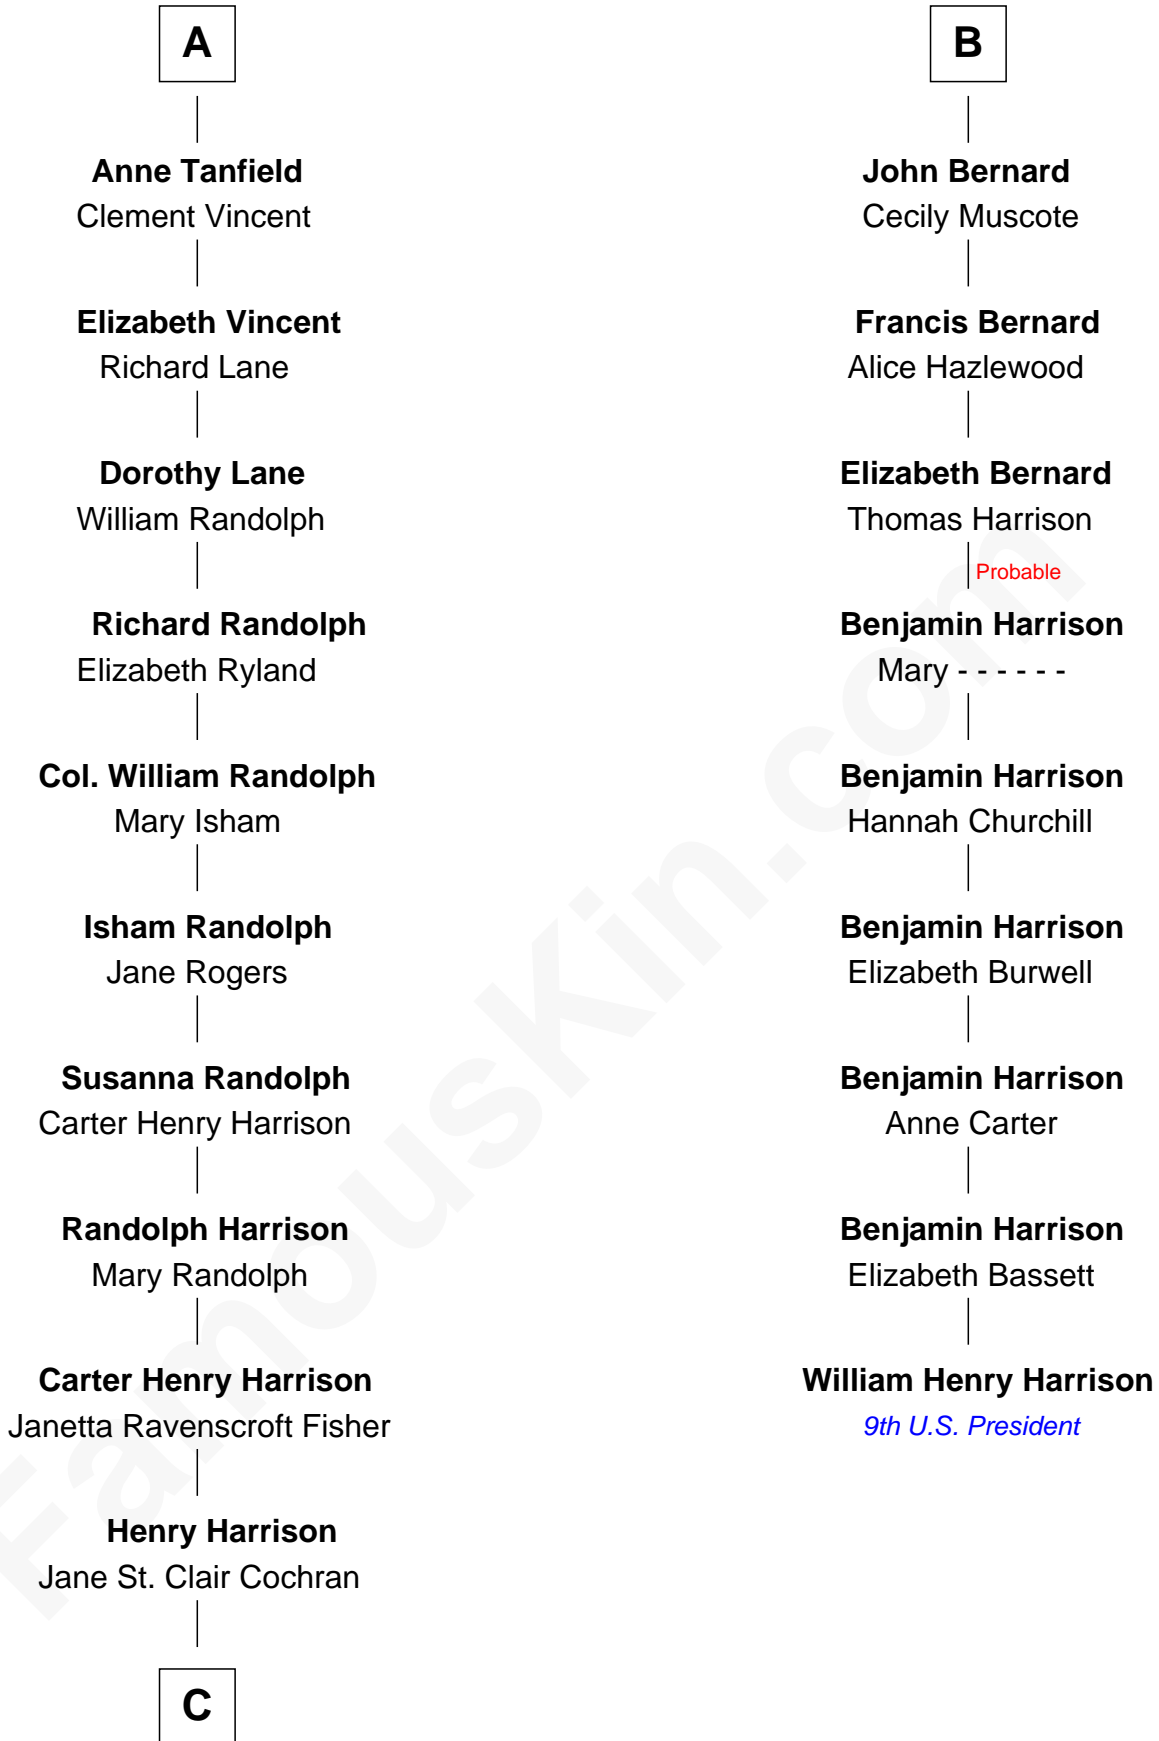 A
Anne Tanfield
Clement Vincent
Elizabeth Vincent
Richard Lane
Dorothy Lane
William Randolph
Richard Randolph
Elizabeth Ryland
Col. William Randolph
Mary Isham
Isham Randolph
Jane Rogers
Susanna Randolph
Carter Henry Harrison
Randolph Harrison
Mary Randolph
Carter Henry Harrison
Janetta Ravenscroft Fisher
Henry Harrison
Jane St. Clair Cochran
C
B
John Bernard
Cecily Muscote
Francis Bernard
Alice Hazlewood
Elizabeth Bernard
Thomas Harrison
Probable
Benjamin Harrison
Mary - - - - - -
Benjamin Harrison
Hannah Churchill
Benjamin Harrison
Elizabeth Burwell
Benjamin Harrison
Anne Carter
Benjamin Harrison
Elizabeth Bassett
William Henry Harrison
9th U.S. President
FamousKin.com